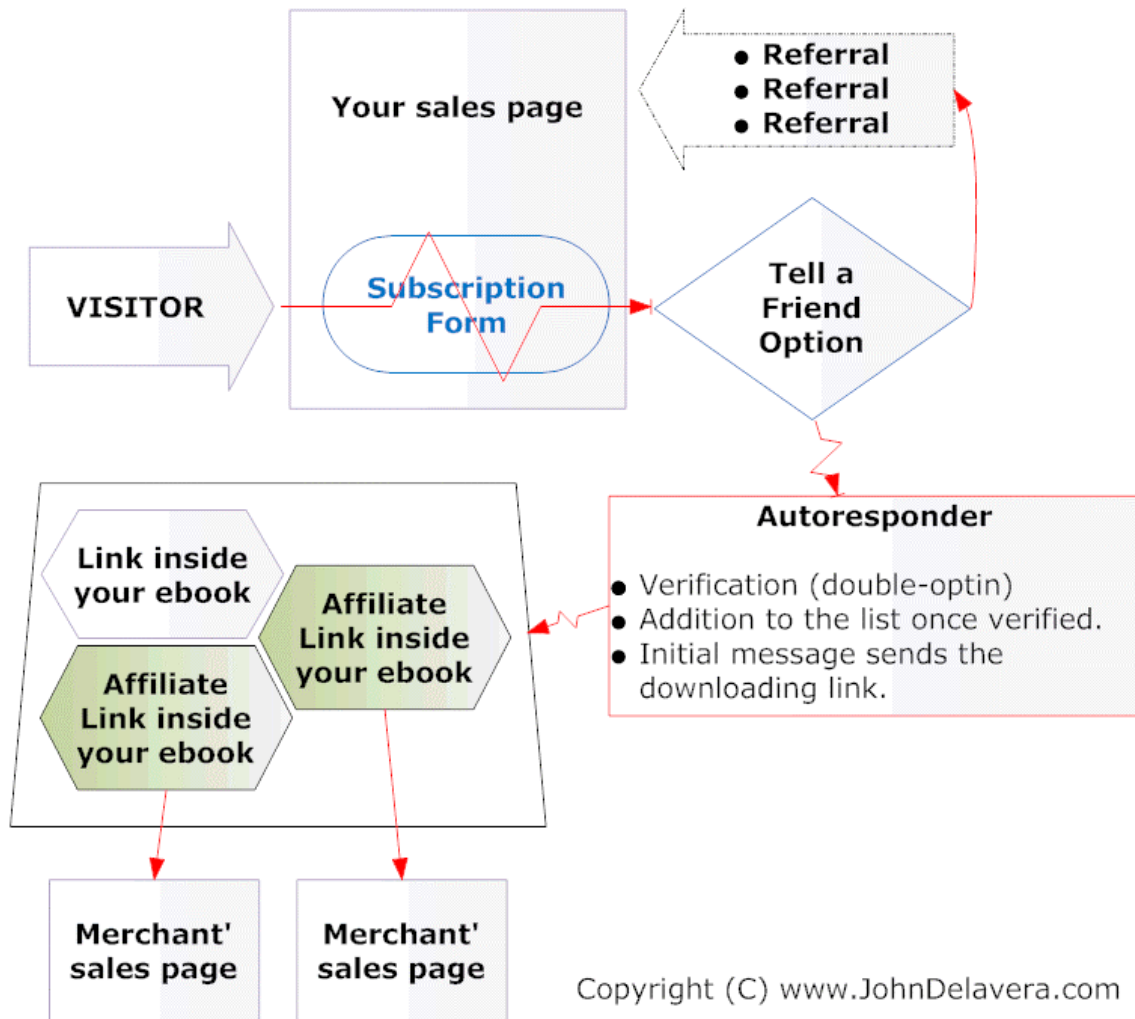 Your sales page
● Referral
● Referral
● Referral
VISITOR
Subscription
Form
Tell a
Friend
Option
Autoresponder
● Verification (double-optin)
● Addition to the list once verified.
● Initial message sends the
downloading link.
Link inside
your ebook
Affiliate
Link inside
your ebook
Affiliate
Link inside
your ebook
Merchant'
sales page
Merchant'
sales page
Copyright (C) www.JohnDelavera.com